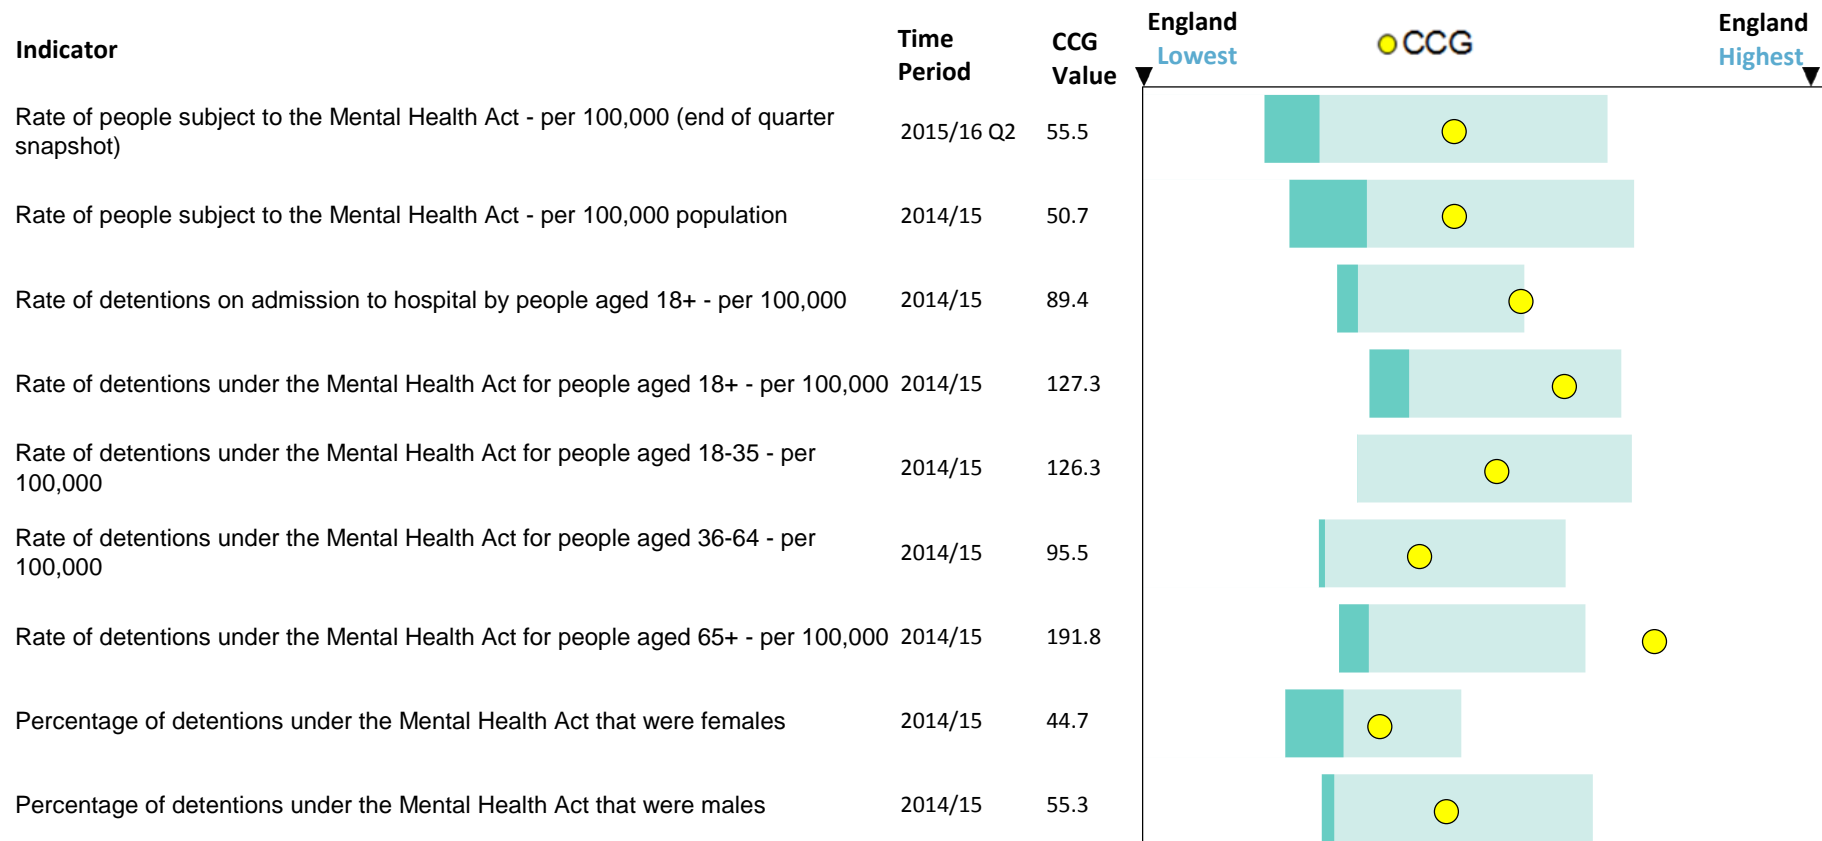 Indicator
Time Period
CCG Value
England Lowest
CCG
England Highest
Rate of people subject to the Mental Health Act - per 100,000 (end of quarter
snapshot)
2015/16 Q2
55.5
Rate of people subject to the Mental Health Act - per 100,000 population
2014/15
50.7
Rate of detentions on admission to hospital by people aged 18+ - per 100,000
2014/15
89.4
Rate of detentions under the Mental Health Act for people aged 18+ - per 100,000
2014/15
127.3
Rate of detentions under the Mental Health Act for people aged 18-35 - per
100,000
2014/15
126.3
Rate of detentions under the Mental Health Act for people aged 36-64 - per
100,000
2014/15
95.5
Rate of detentions under the Mental Health Act for people aged 65+ - per 100,000
2014/15
191.8
Percentage of detentions under the Mental Health Act that were females
2014/15
44.7
Percentage of detentions under the Mental Health Act that were males
2014/15
55.3